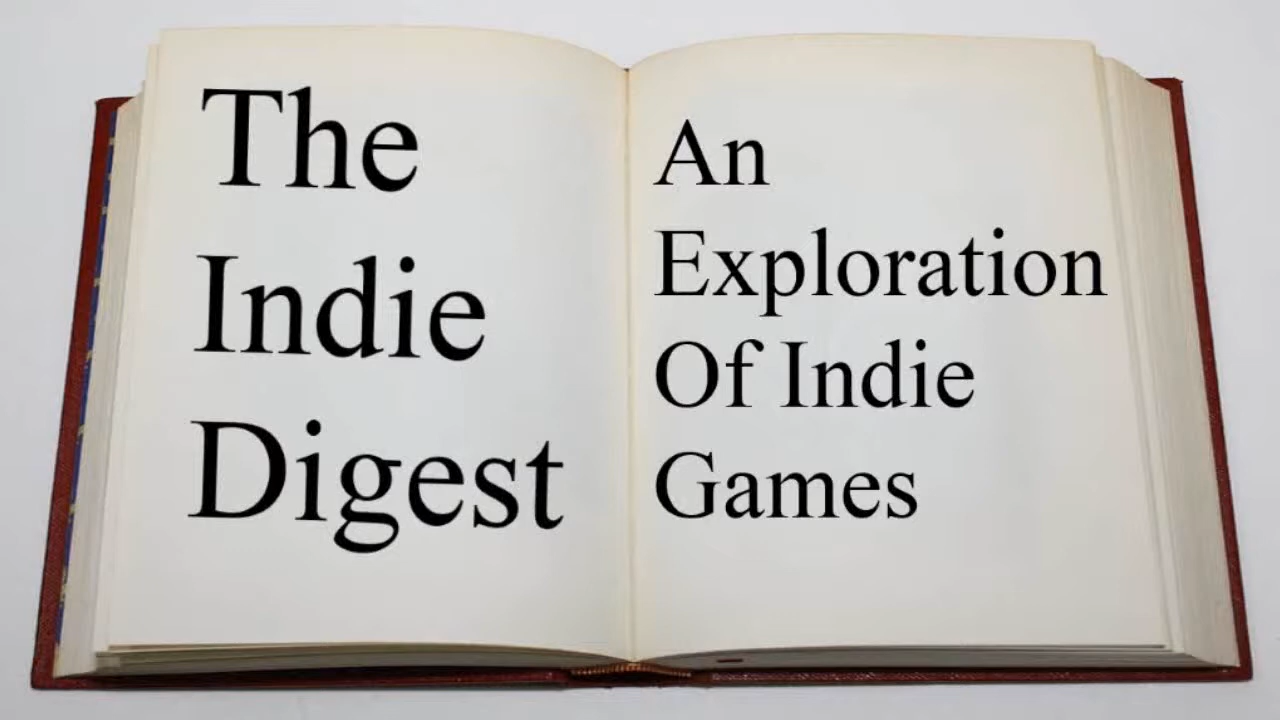 The
Indie
Digest
An
Exploration
Of Indie
Games